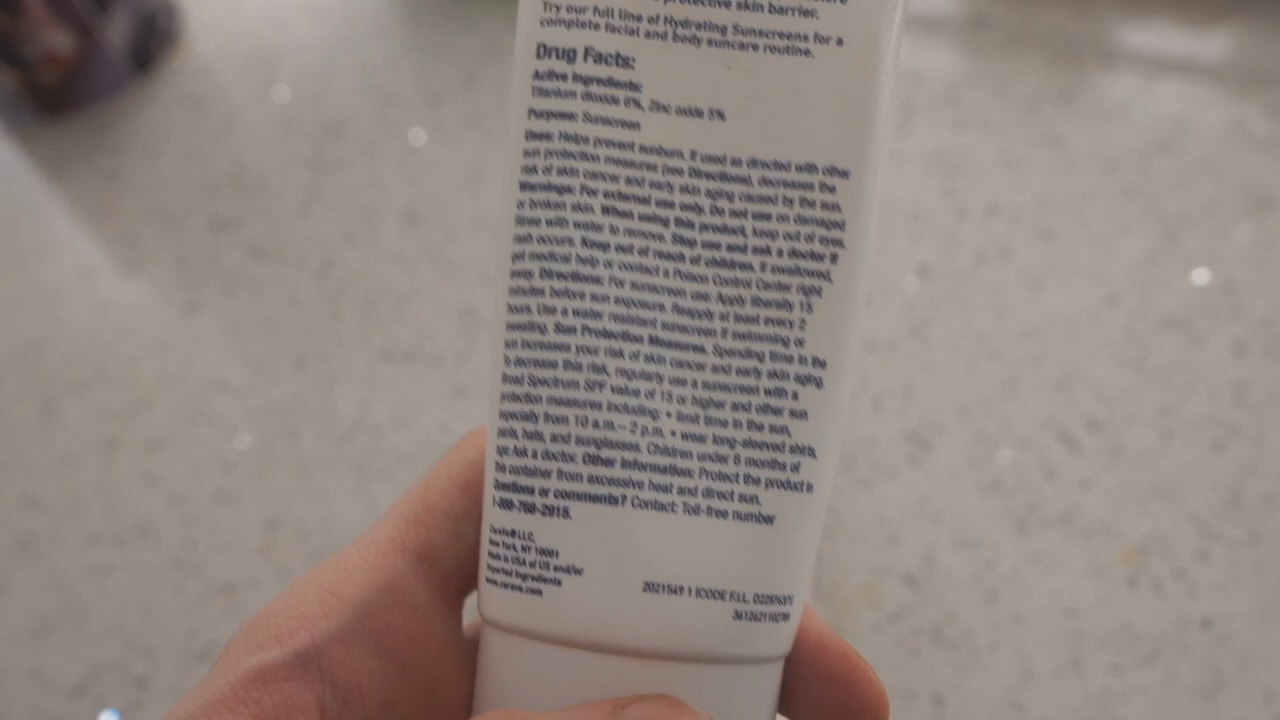 protective skin barrier.
Try our full line of Hydrating Sunscreens for a
complete facial and body suncare routine.
Drug Facts:
Active Ingredients:
Titanium dioxide 6%, Zinc oxide 5%
Purpose: Sunscreen
Uses: Helps prevent sunburn. If used as directed with other
sun protection measures (see Directions), decreases the
risk of skin cancer and early skin aging caused by the sun.
Warnings: For external use only. Do not use on damaged
or broken skin. When using this product, keep out of eyes.
Rinse with water to remove. Stop use and ask a doctor if
rash occurs. Keep out of reach of children. If swallowed,
get medical help or contact a Poison Control Center right
away. Directions: For sunscreen use: Apply liberally 15
minutes before sun exposure. Reapply at least every 2
hours. Use a water resistant sunscreen if swimming or
sweating. Sun Protection Measures. Spending time in the
sun increases your risk of skin cancer and early skin aging.
To decrease this risk, regularly use a sunscreen with a
Broad Spectrum SPF value of 15 or higher and other sun
protection measures including: • limit time in the sun,
especially from 10 a.m.– 2 p.m. • wear long-sleeved shirts,
pants, hats, and sunglasses. Children under 6 months of
age: Ask a doctor. Other Information: Protect the product in
this container from excessive heat and direct sun.
Questions or comments? Contact: Toll-free number
1-888-768-2915.
CeraVe® LLC,
New York, NY 10001
Made in USA of US and/or
imported ingredients
www.cerave.com
2021549 1 (CODE F.I.L.